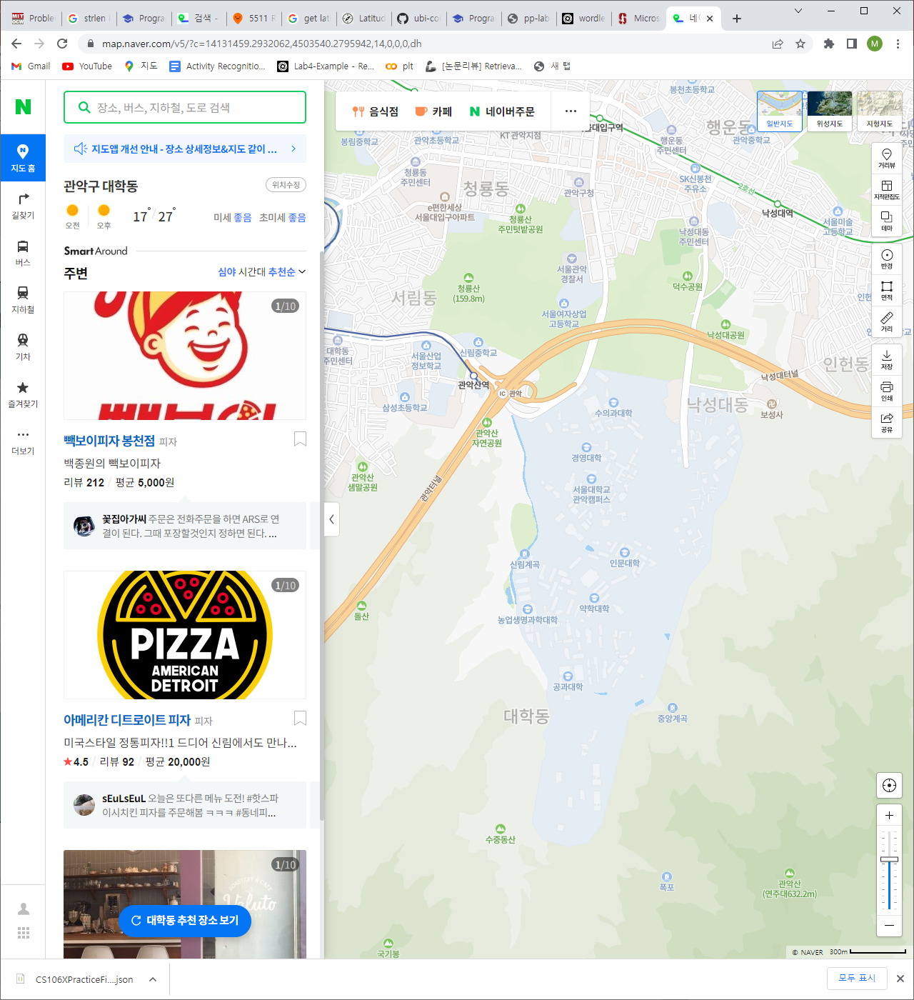 Proble
strlen
Progra
검색 -
5511 R
get lat
Latitud
ubi-co
Progra
pp-lab
wordle
Micros
map.naver.com/v5/?c=14131459.2932062,4503540.2795942,14,0,0,0,dh
M
Gmail
YouTube
지도
Activity Recognitio...
Lab4-Example - Re...
plt
[논문리뷰] Retrieva...
새 탭
N
장소, 버스, 지하철, 도로 검색
지도앱 개선 안내 - 장소 상세정보&지도 같이 ...
지도 홈
길찾기
버스
지하철
기차
즐겨찾기
더보기
관악구 대학동
위치수정
오전
오후
17° / 27°
미세 좋음 초미세 좋음
Smart Around
주변
심야 시간대 추천순
1/10
빽보이피자 봉천점 피자
백종원의 빽보이피자
리뷰 212 / 평균 5,000원
꽃집아가씨 주문은 전화주문을 하면 ARS로 연
결이 된다. 그때 포장할것인지 정하면 된다. ...
1/10
PIZZA
AMERICAN
DETROIT
아메리칸 디트로이트 피자 피자
미국스타일 정통피자!!1 드디어 신림에서도 만나...
4.5 / 리뷰 92 / 평균 20,000원
sEuLsEuL 오늘은 또다른 메뉴 도전! #핫스파
이시치킨 피자를 주문해봄 ㅋㅋㅋ #동네피...
1/10
Veluto
대학동 추천 장소 보기
음식점
카페
네이버주문
일반지도
위성지도
지형지도
거리뷰
지적편집도
테마
반경
면적
거리
저장
인쇄
공유
봉천초등학교
봉림중학교
관악초등학교
KT 관악지점
울대입구역
행운동
주민센터
행운동
관악중학교
청룡동
주민센터
청룡동
관악구청
SK신봉천
주유소
2호선
낙성대역
e편한세상
서울대입구아파트
청룡산
주민텃밭공원
낙성대동
주민센터
서울미술
고등학교
서울관악
경찰서
덕수공원
서림동
청룡산
(159.8m)
서울여자상업
고등학교
낙성대공원
대학동
주민센터
서울산업
정보학교
신림중학교
관악산역
IC 관악
인헌동
낙성대터널
낙성대동
보성사
삼성초등학교
수의과대학
관악산
자연공원
경영대학
관악산
샘말공원
관악터널
서울대학교
관악캠퍼스
신림계곡
인문대학
돌산
농업생명과학대학
약학대학
공과대학
대학동
중앙계곡
수중동산
폭포
관악산
(연주대632.2m)
국기봉
© NAVER 300m
CS106XPracticeFi....json
모두 표시